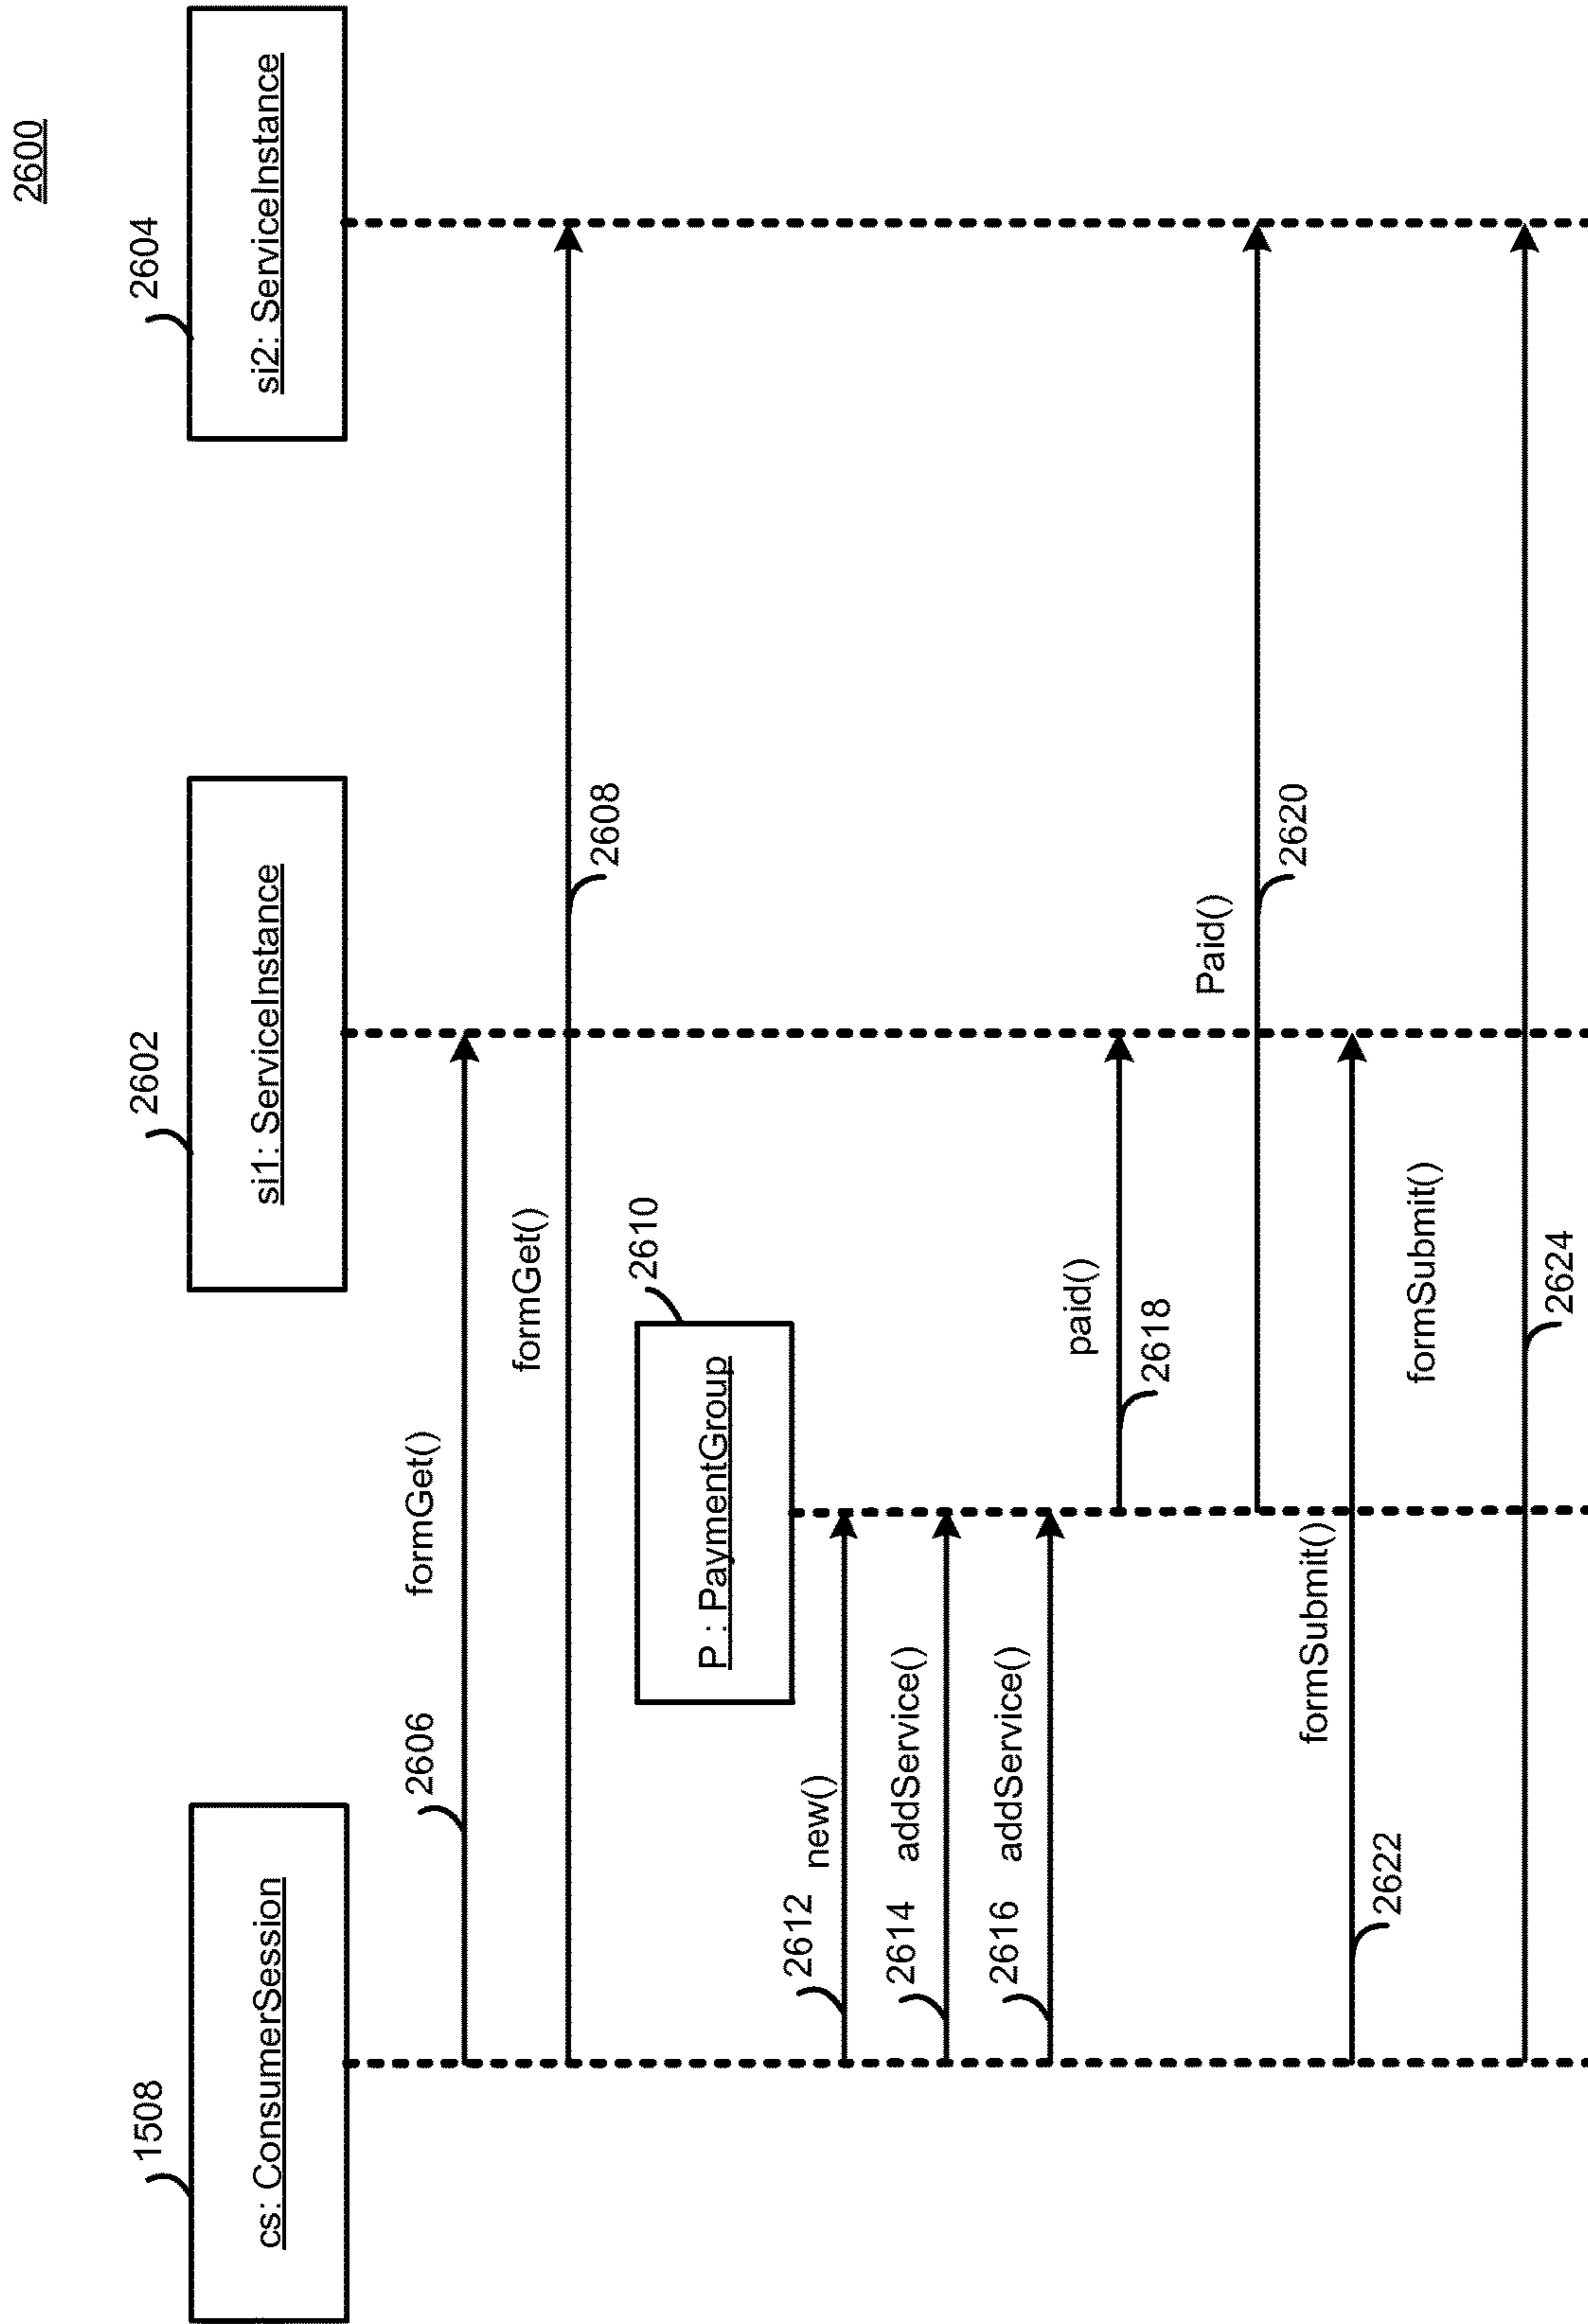 2600
1508
cs: ConsumerSession
2602
si1: ServiceInstance
2604
si2: ServiceInstance
2606
formGet()
formGet()
2608
P : PaymentGroup
2610
2612
new()
2614
addService()
2616
addService()
paid()
2618
Paid()
2620
formSubmit()
2622
formSubmit()
2624